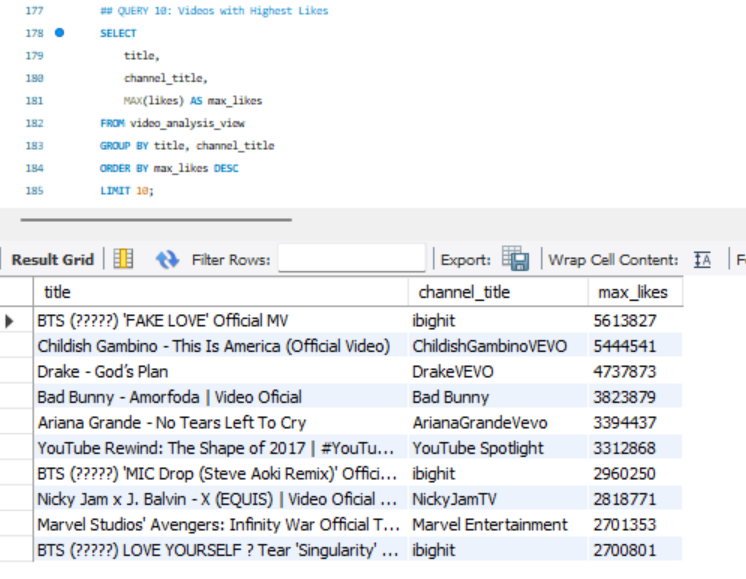 177 ## QUERY 10: Videos with Highest Likes
178 SELECT
179 title,
180 channel_title,
181 MAX(likes) AS max_likes
182 FROM video_analysis_view
183 GROUP BY title, channel_title
184 ORDER BY max_likes DESC
185 LIMIT 10;
Result Grid Filter Rows: Export: Wrap Cell Content: F
title channel_title max_likes
BTS (?????) 'FAKE LOVE' Official MV ibighit 5613827
Childish Gambino - This Is America (Official Video) ChildishGambinoVEVO 5444541
Drake - God's Plan DrakeVEVO 4737873
Bad Bunny - Amorfoda | Video Oficial Bad Bunny 3823879
Ariana Grande - No Tears Left To Cry ArianaGrandeVevo 3394437
YouTube Rewind: The Shape of 2017 | #YouTu... YouTube Spotlight 3312868
BTS (?????) 'MIC Drop (Steve Aoki Remix)' Offici... ibighit 2960250
Nicky Jam x J. Balvin - X (EQUIS) | Video Oficial ... NickyJamTV 2818771
Marvel Studios' Avengers: Infinity War Official T... Marvel Entertainment 2701353
BTS (?????) LOVE YOURSELF ? Tear 'Singularity' ... ibighit 2700801